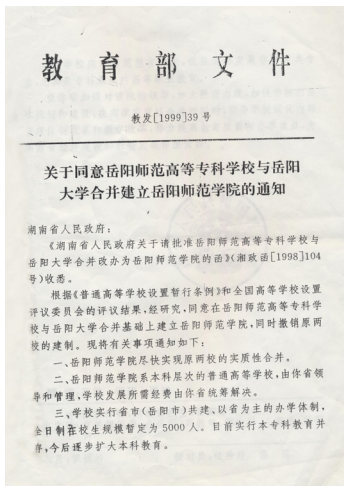 教育部文件
教发[1999]39号
关于同意岳阳师范高等专科学校与岳阳
大学合并建立岳阳师范学院的通知
湖南省人民政府:
《湖南省人民政府关于请批准岳阳师范高等专科学校与
岳阳大学合并改办为岳阳师范学院的函》(湘政函[1998]104
号)收悉。
根据《普通高等学校设置暂行条例》和全国高等学校设置
评议委员会的评议结果,经研究,同意在岳阳师范高等专科学
校与岳阳大学合并基础上建立岳阳师范学院,同时撤销原两
校的建制。现将有关事项通知如下:
一、岳阳师范学院尽快实现原两校的实质性合并。
二、岳阳师范学院系本科层次的普通高等学校,由你省领
导和管理,学校发展所需经费由你省统筹解决。
三、学校实行省市(岳阳市)共建、以省为主的办学体制,
全日制在校生规模暂定为5000人。目前实行本专科教育并
存,今后逐步扩大本科教育。